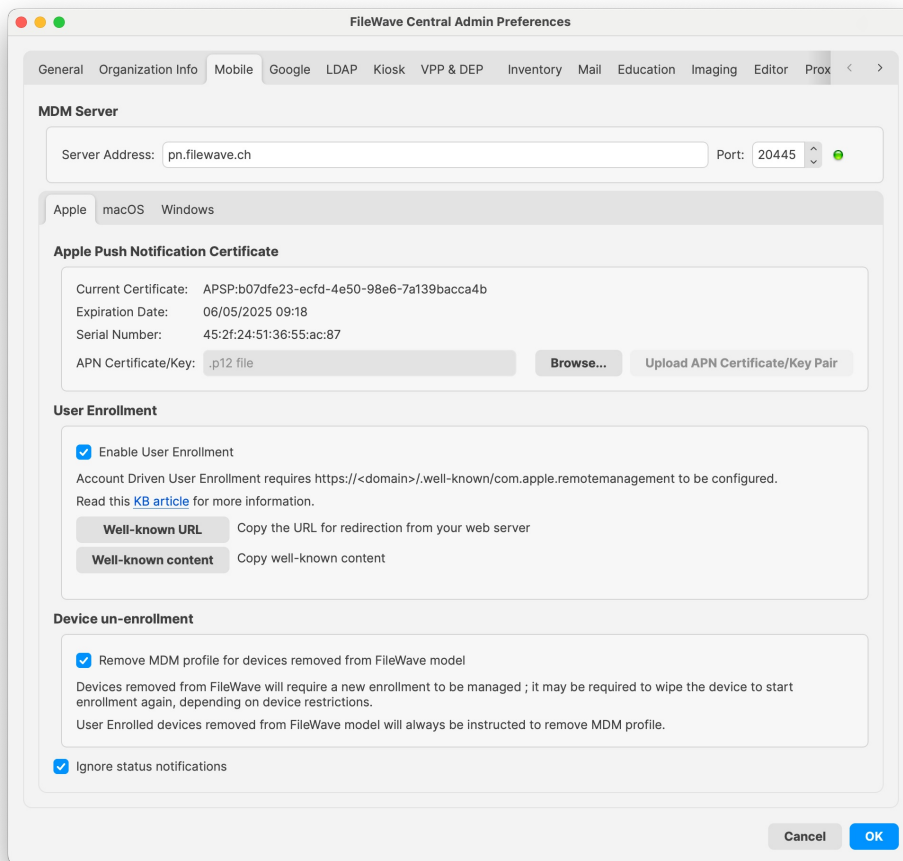 FileWave Central Admin Preferences
General Organization Info Mobile Google LDAP Kiosk VPP & DEP Inventory Mail Education Imaging Editor Prox
MDM Server
Server Address: pn.filewave.ch Port: 20445
Apple macOS Windows
Apple Push Notification Certificate
Current Certificate: APSP:b07dfe23-ecfd-4e50-98e6-7a139bacca4b
Expiration Date: 06/05/2025 09:18
Serial Number: 45:2f:24:51:36:55:ac:87
APN Certificate/Key: .p12 file Browse... Upload APN Certificate/Key Pair
User Enrollment
Enable User Enrollment
Account Driven User Enrollment requires https://<domain>/.well-known/com.apple.remotemanagement to be configured.
Read this KB article for more information.
Well-known URL Copy the URL for redirection from your web server
Well-known content Copy well-known content
Device un-enrollment
Remove MDM profile for devices removed from FileWave model
Devices removed from FileWave will require a new enrollment to be managed ; it may be required to wipe the device to start
enrollment again, depending on device restrictions.
User Enrolled devices removed from FileWave model will always be instructed to remove MDM profile.
Ignore status notifications
Cancel OK